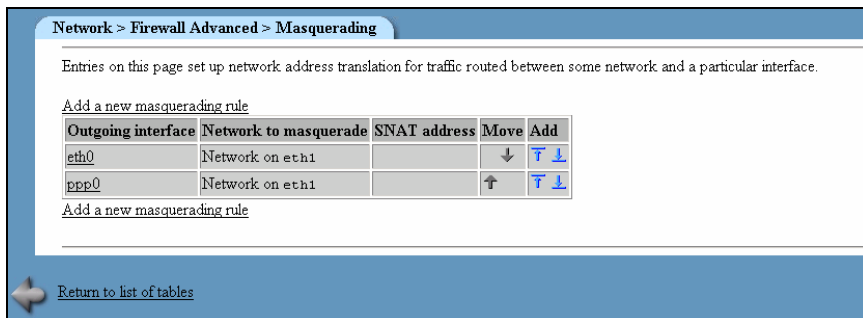 Network > Firewall Advanced > Masquerading
Entries on this page set up network address translation for traffic routed between some network and a particular interface.
Add a new masquerading rule
Outgoing interface Network to masquerade SNAT address Move Add
eth0 Network on eth1
ppp0 Network on eth1
Add a new masquerading rule
Return to list of tables